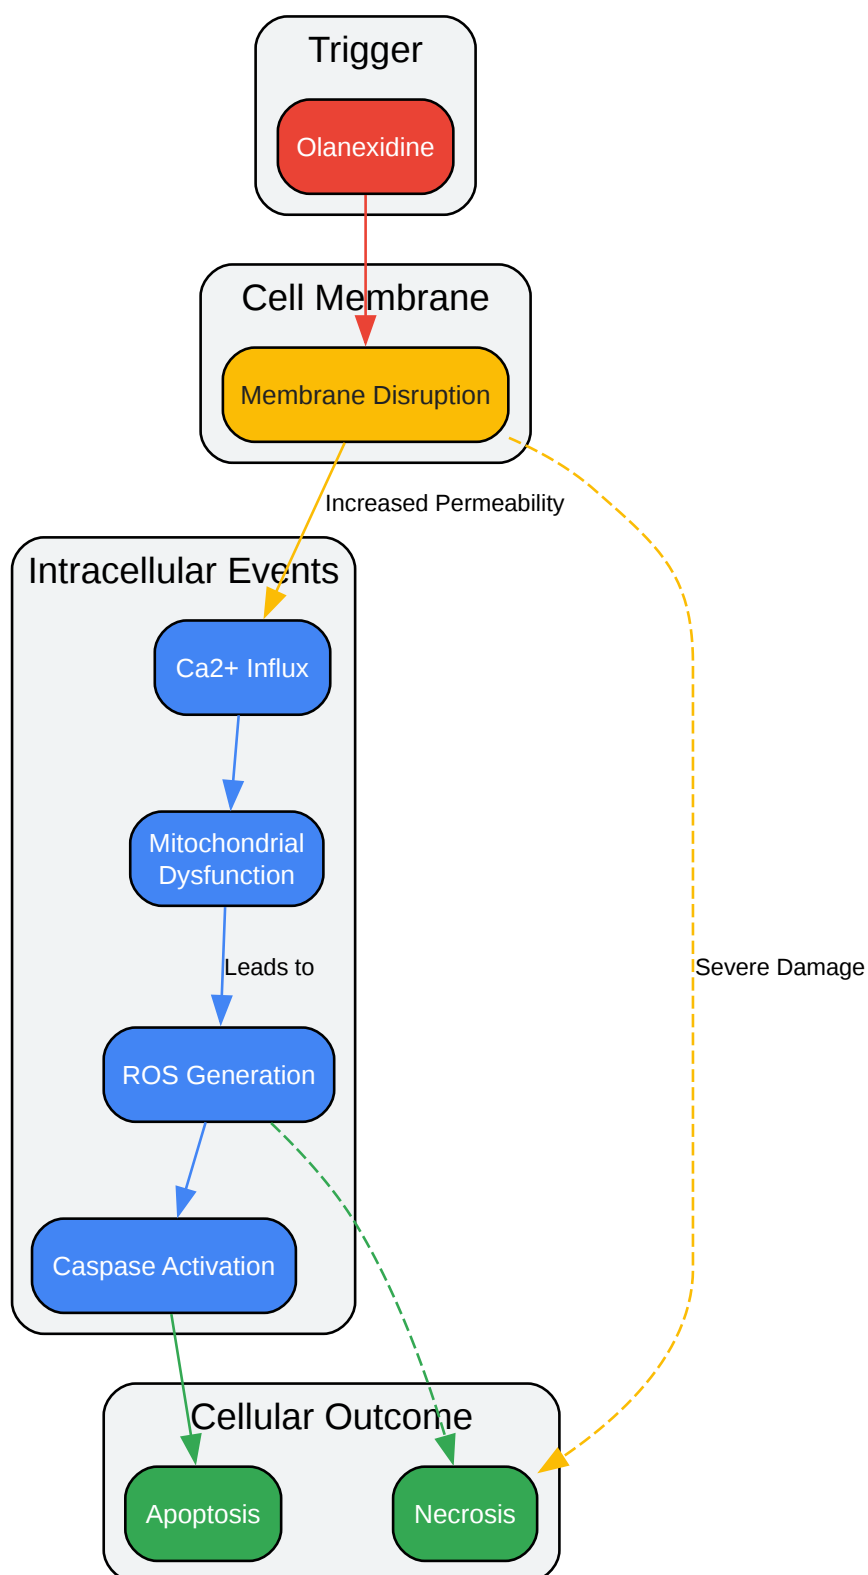 Trigger
Olanexidine
Cell Membrane
Membrane Disruption
Increased Permeability
Intracellular Events
Ca2+ Influx
Mitochondrial
Dysfunction
Leads to
Severe Damage
ROS Generation
Caspase Activation
Cellular Outcome
Apoptosis
Necrosis